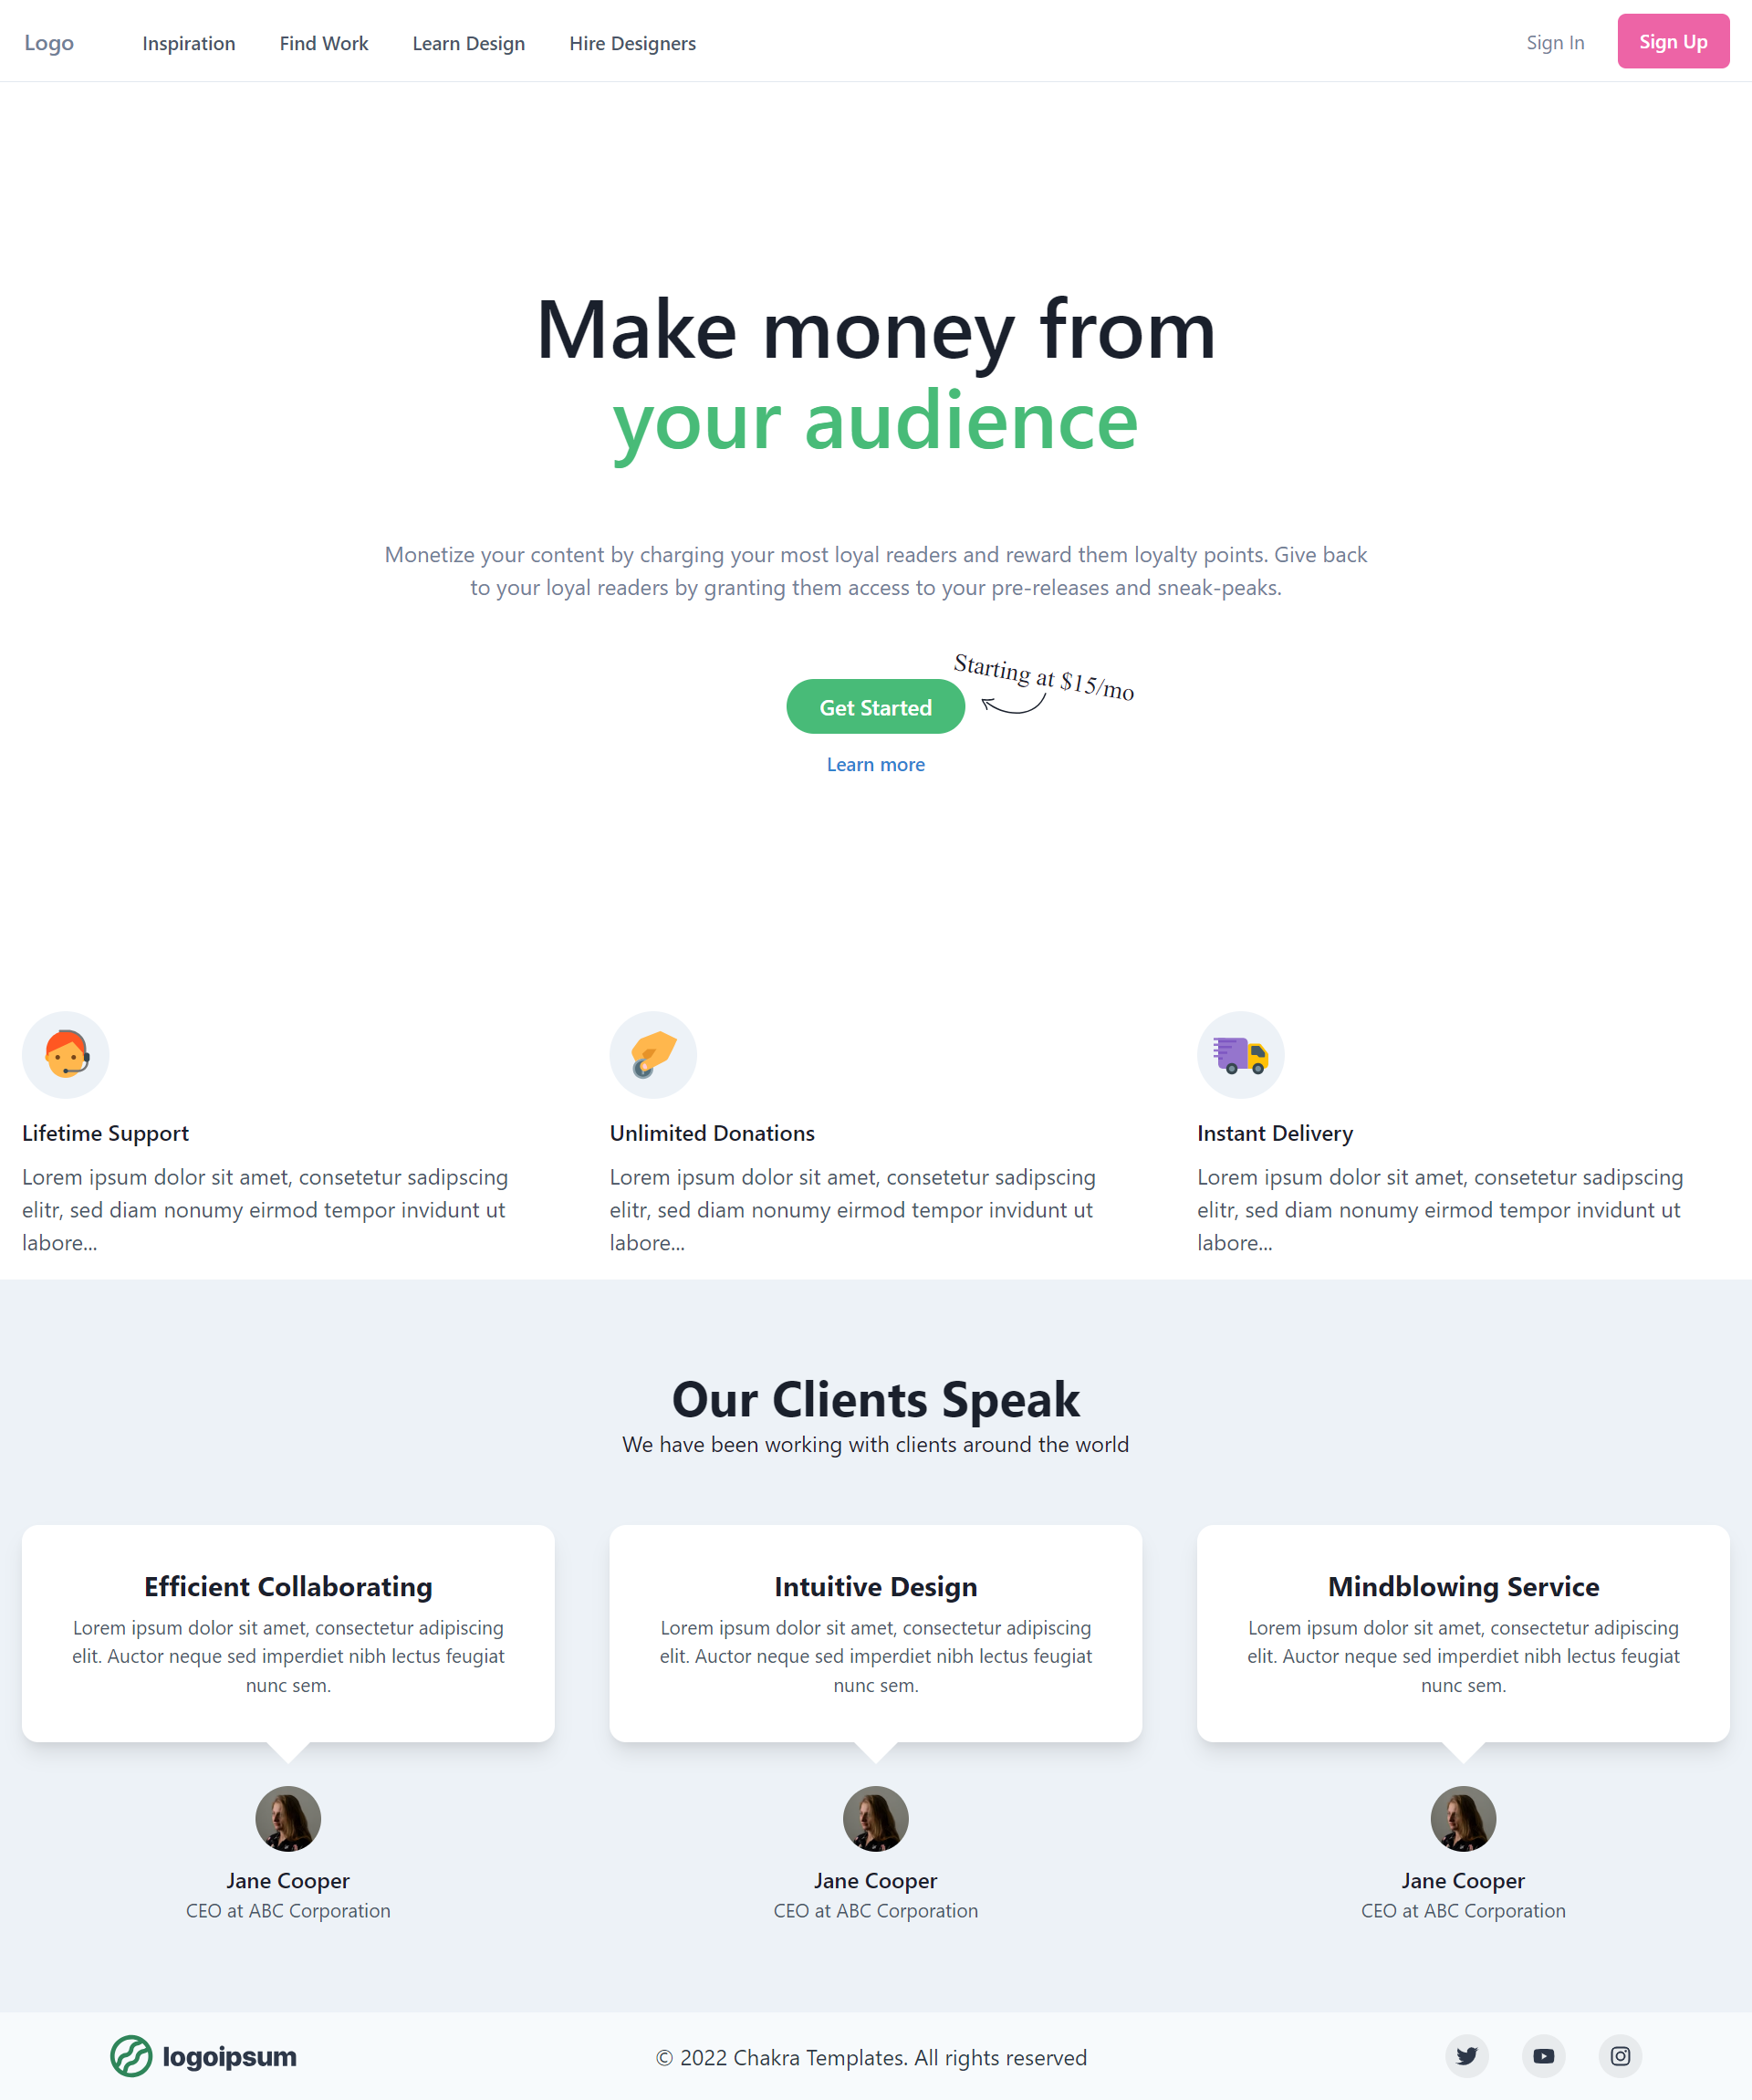 Logo
Inspiration
Find Work
Learn Design
Hire Designers
Sign In
Sign Up
Make money from
your audience
Monetize your content by charging your most loyal readers and reward them loyalty points. Give back
to your loyal readers by granting them access to your pre-releases and sneak-peaks.
Starting at $15/mo
Get Started
Learn more
Lifetime Support
Lorem ipsum dolor sit amet, consetetur sadipscing
elitr, sed diam nonumy eirmod tempor invidunt ut
labore...
Unlimited Donations
Lorem ipsum dolor sit amet, consetetur sadipscing
elitr, sed diam nonumy eirmod tempor invidunt ut
labore...
Instant Delivery
Lorem ipsum dolor sit amet, consetetur sadipscing
elitr, sed diam nonumy eirmod tempor invidunt ut
labore...
Our Clients Speak
We have been working with clients around the world
Efficient Collaborating
Lorem ipsum dolor sit amet, consectetur adipiscing
elit. Auctor neque sed imperdiet nibh lectus feugiat
nunc sem.
Jane Cooper
CEO at ABC Corporation
Intuitive Design
Lorem ipsum dolor sit amet, consectetur adipiscing
elit. Auctor neque sed imperdiet nibh lectus feugiat
nunc sem.
Jane Cooper
CEO at ABC Corporation
Mindblowing Service
Lorem ipsum dolor sit amet, consectetur adipiscing
elit. Auctor neque sed imperdiet nibh lectus feugiat
nunc sem.
Jane Cooper
CEO at ABC Corporation
logoipsum
© 2022 Chakra Templates. All rights reserved